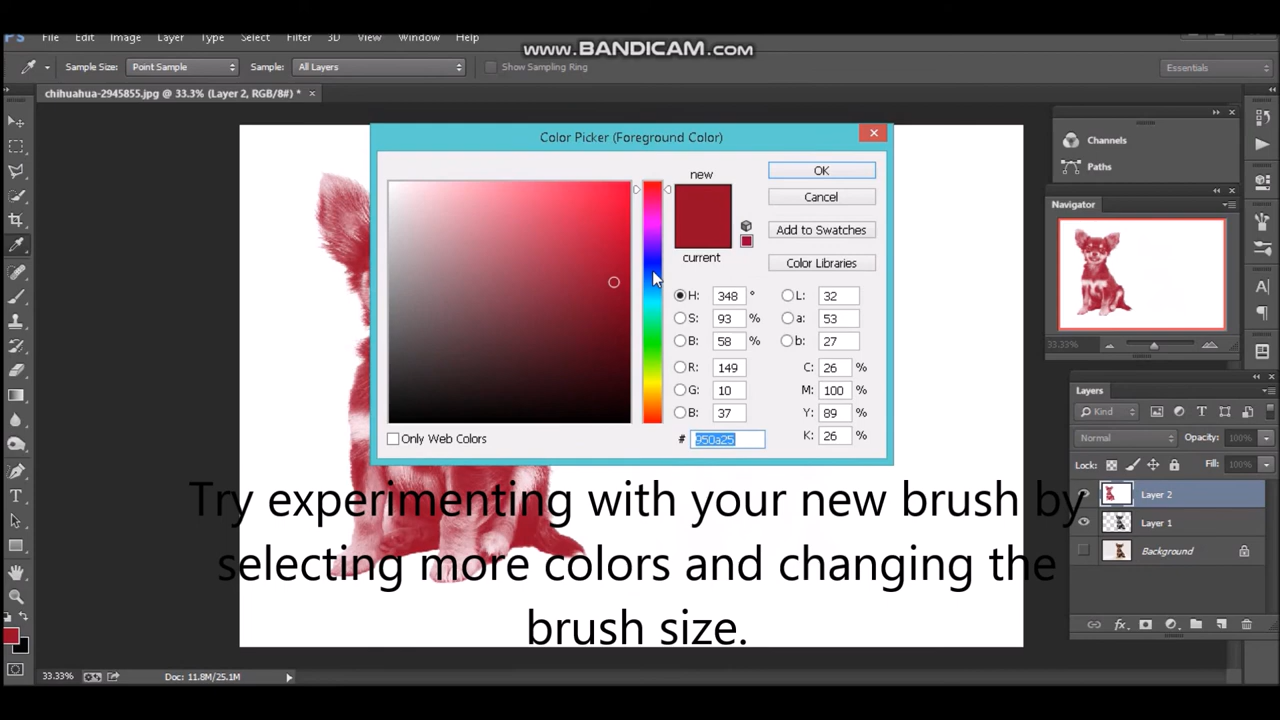 www.BANDICAM.com
PS File Edit Image Layer Type Select Filter 3D View Window Help
Sample Size: Point Sample Sample: All Layers Show Sampling Ring Essentials
chihuahua-2945855.jpg @ 33.3% (Layer 2, RGB/8#) * ×
Color Picker (Foreground Color)
new
current
OK
Cancel
Add to Swatches
Color Libraries
H: 348 ° L: 32
S: 93 % a: 53
B: 58 % b: 27
R: 149 C: 26 %
G: 10 M: 100 %
B: 37 Y: 89 %
# 950a25 K: 26 %
Only Web Colors
Channels
Paths
Navigator
33.33%
Layers
Kind
Normal Opacity: 100%
Lock: Fill: 100%
Layer 2
Layer 1
Background
fx
Try experimenting with your new brush by
selecting more colors and changing the
brush size.
33.33% Doc: 11.8M/25.1M